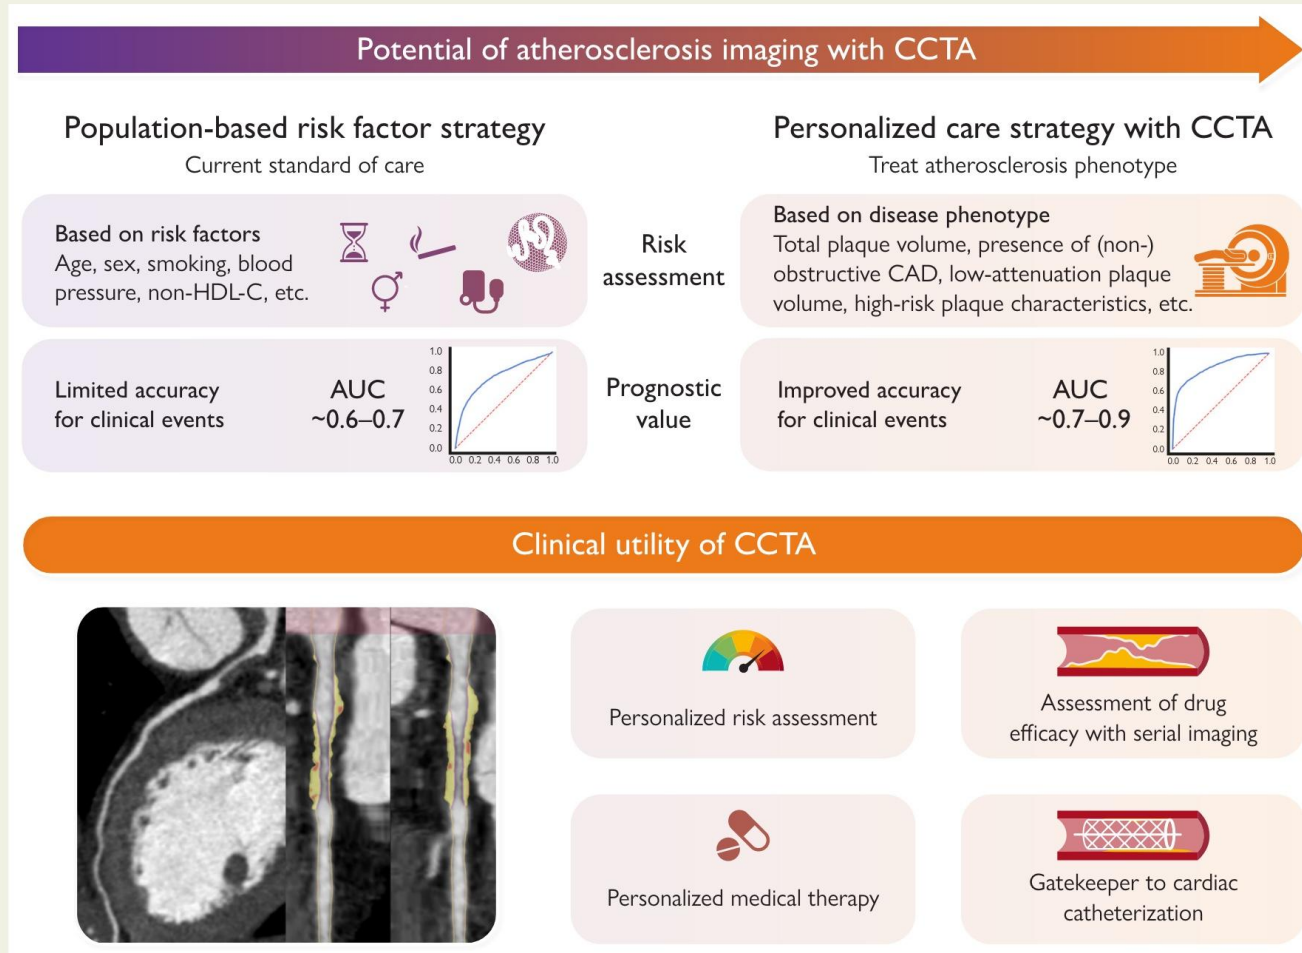 Potential of atherosclerosis imaging with CCTA
Population-based risk factor strategy
Current standard of care
Personalized care strategy with CCTA
Treat atherosclerosis phenotype
Based on risk factors
Age, sex, smoking, blood
pressure, non-HDL-C, etc.
Risk
assessment
Based on disease phenotype
Total plaque volume, presence of (non-)
obstructive CAD, low-attenuation plaque
volume, high-risk plaque characteristics, etc.
Limited accuracy
for clinical events
AUC
~0.6–0.7
1.0
0.8
0.6
0.4
0.2
0.0
0.0 0.2 0.4 0.6 0.8 1.0
Prognostic
value
Improved accuracy
for clinical events
AUC
~0.7–0.9
1.0
0.8
0.6
0.4
0.2
0.0
0.0 0.2 0.4 0.6 0.8 1.0
Clinical utility of CCTA
Personalized risk assessment
Assessment of drug
efficacy with serial imaging
Personalized medical therapy
Gatekeeper to cardiac
catheterization